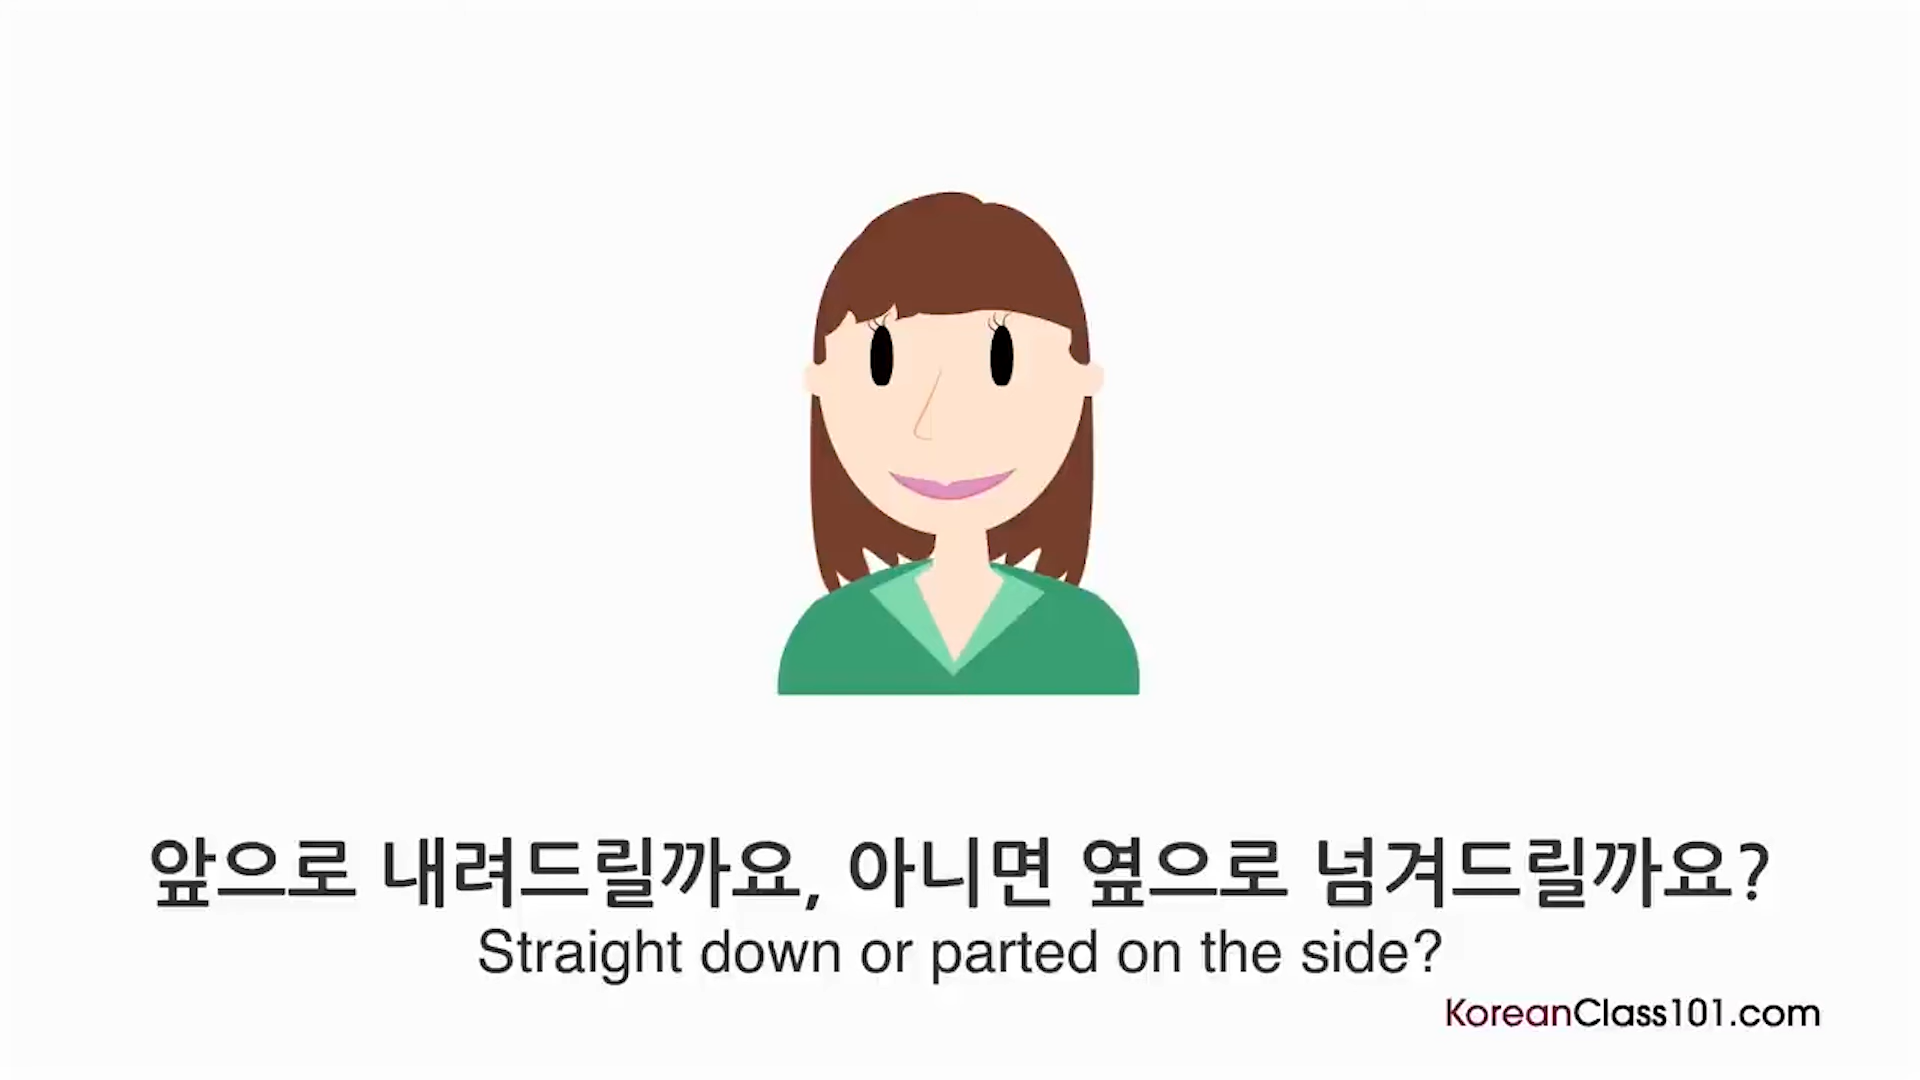 앞으로 내려드릴까요, 아니면 옆으로 넘겨드릴까요?
Straight down or parted on the side?
KoreanClass101.com